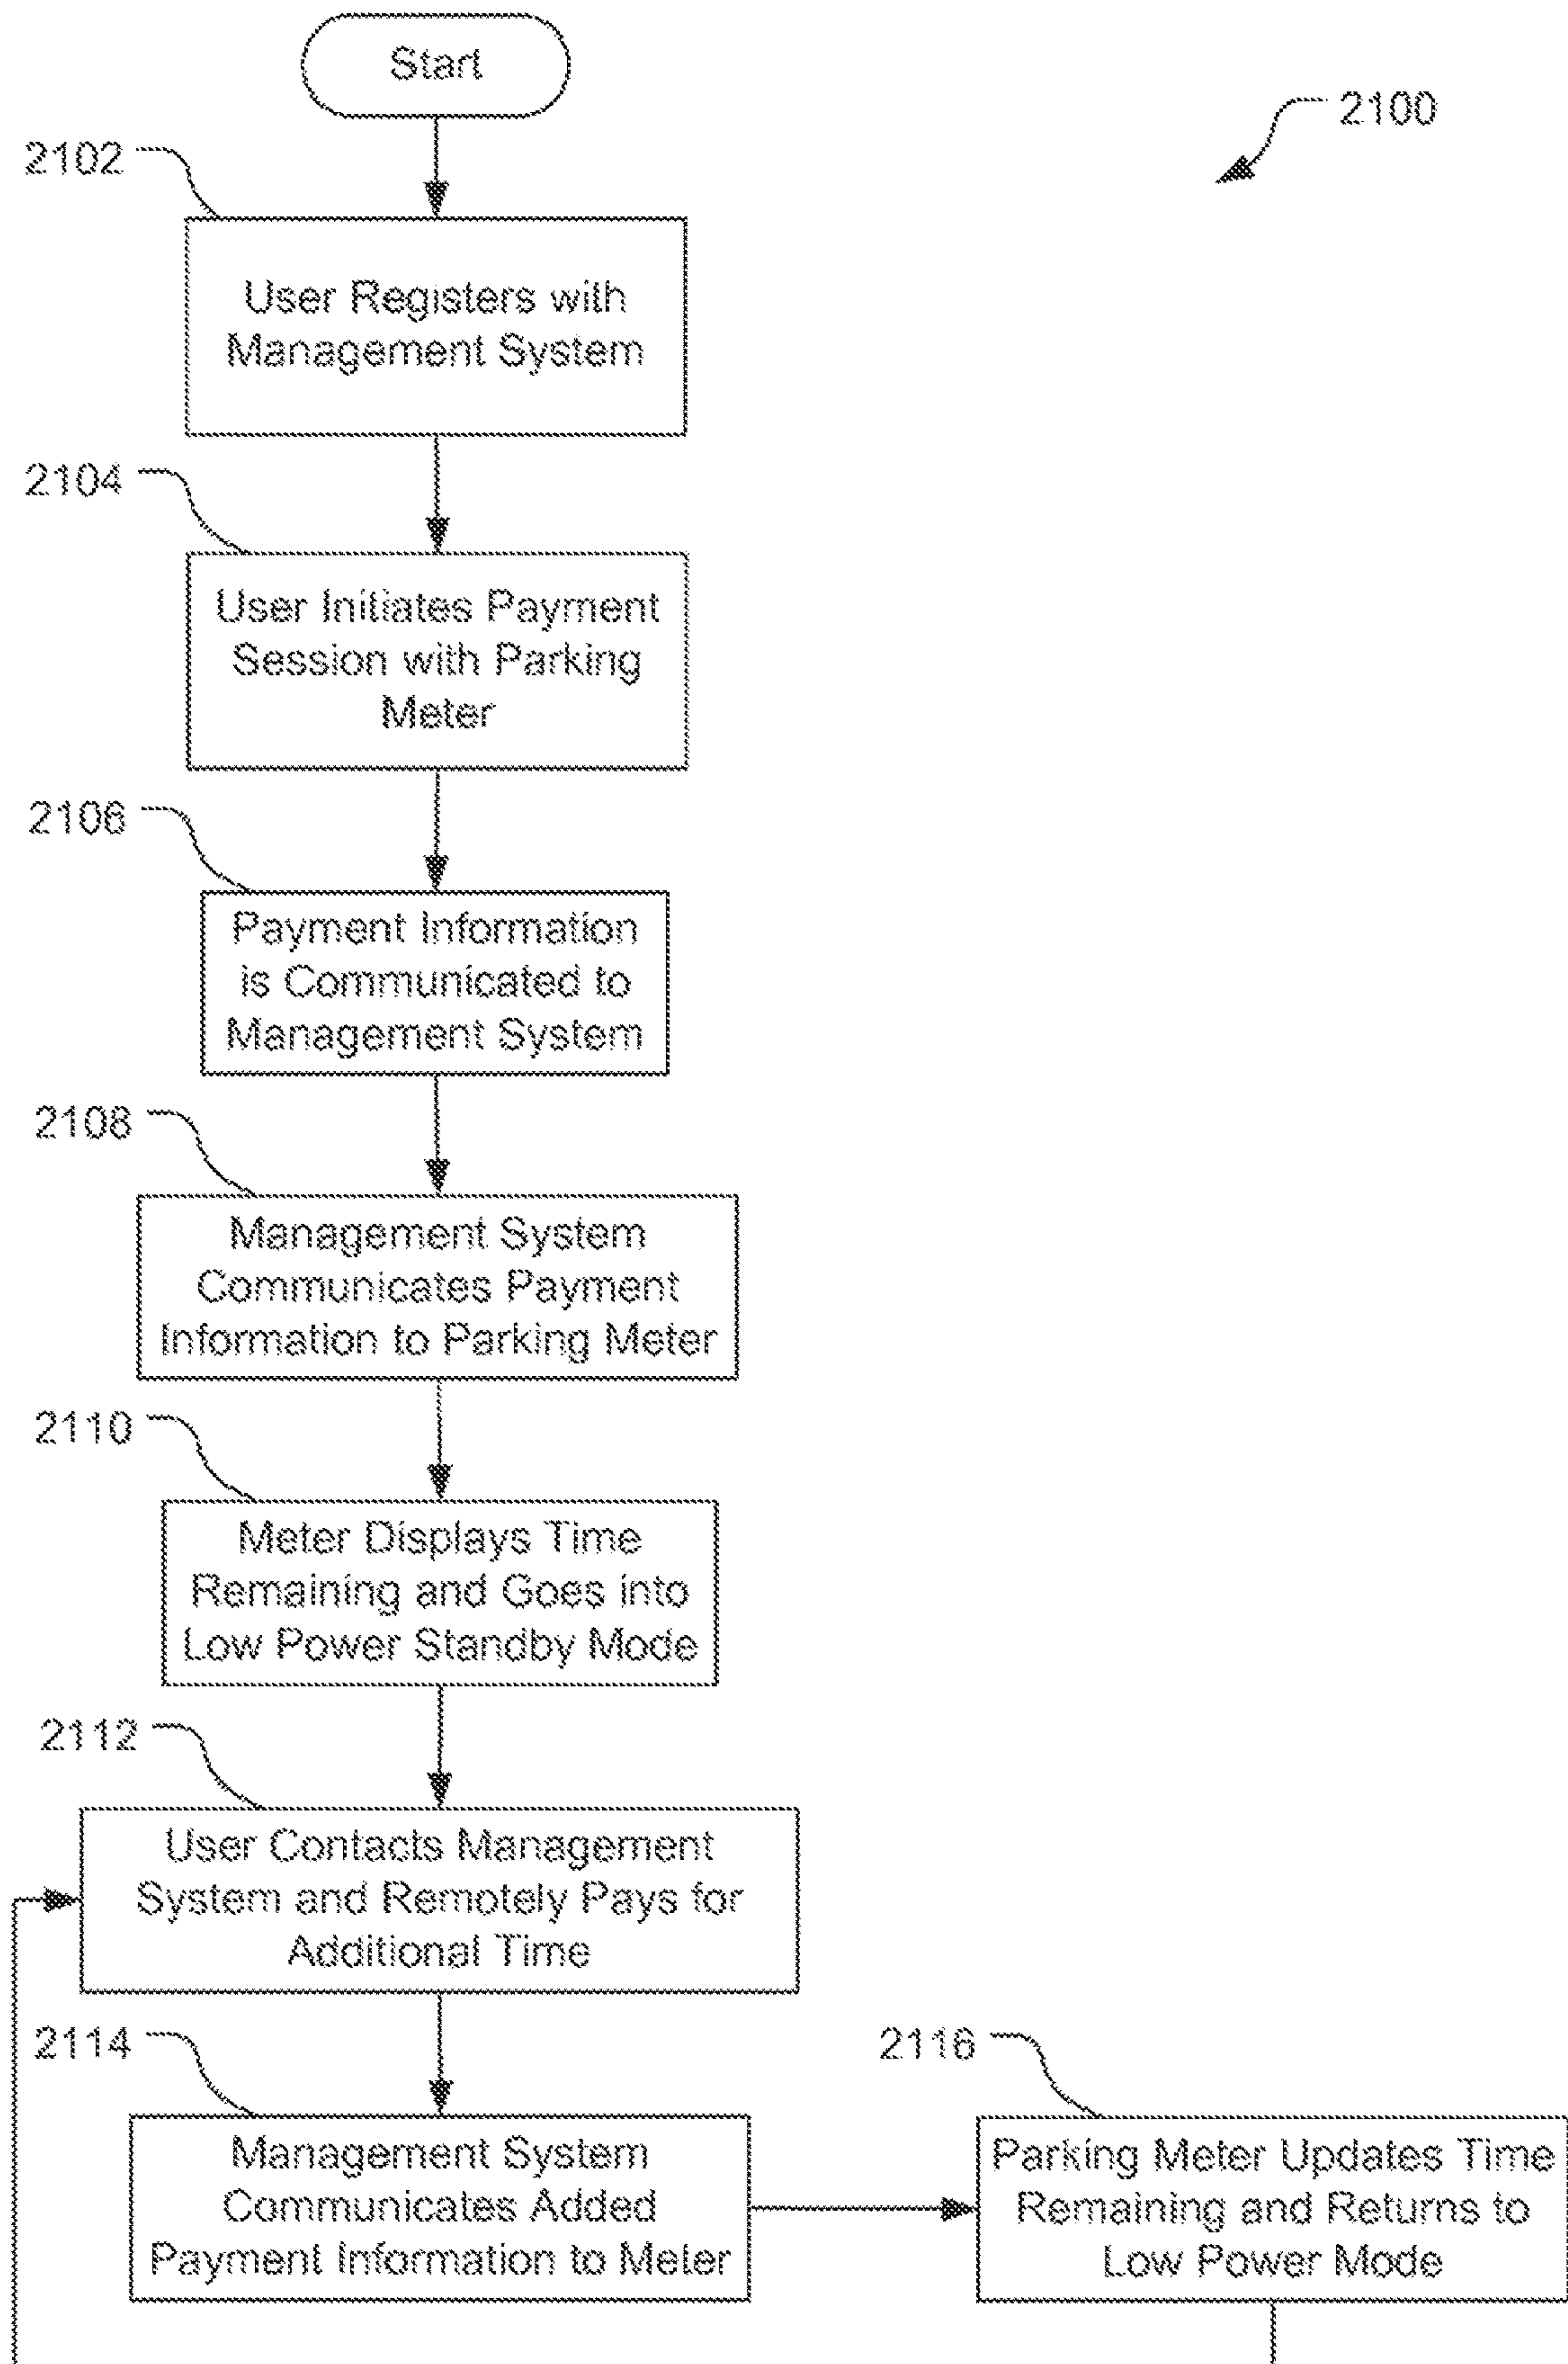 Start
2100
2102
User Registers with
Management System
2104
User Initiates Payment
Session with Parking
Meter
2106
Payment Information
is Communicated to
Management System
2108
Management System
Communicates Payment
Information to Parking Meter
2110
Meter Displays Time
Remaining and Goes into
Low Power Standby Mode
2112
User Contacts Management
System and Remotely Pays for
Additional Time
2114
Management System
Communicates Added
Payment Information to Meter
2116
Parking Meter Updates Time
Remaining and Returns to
Low Power Mode